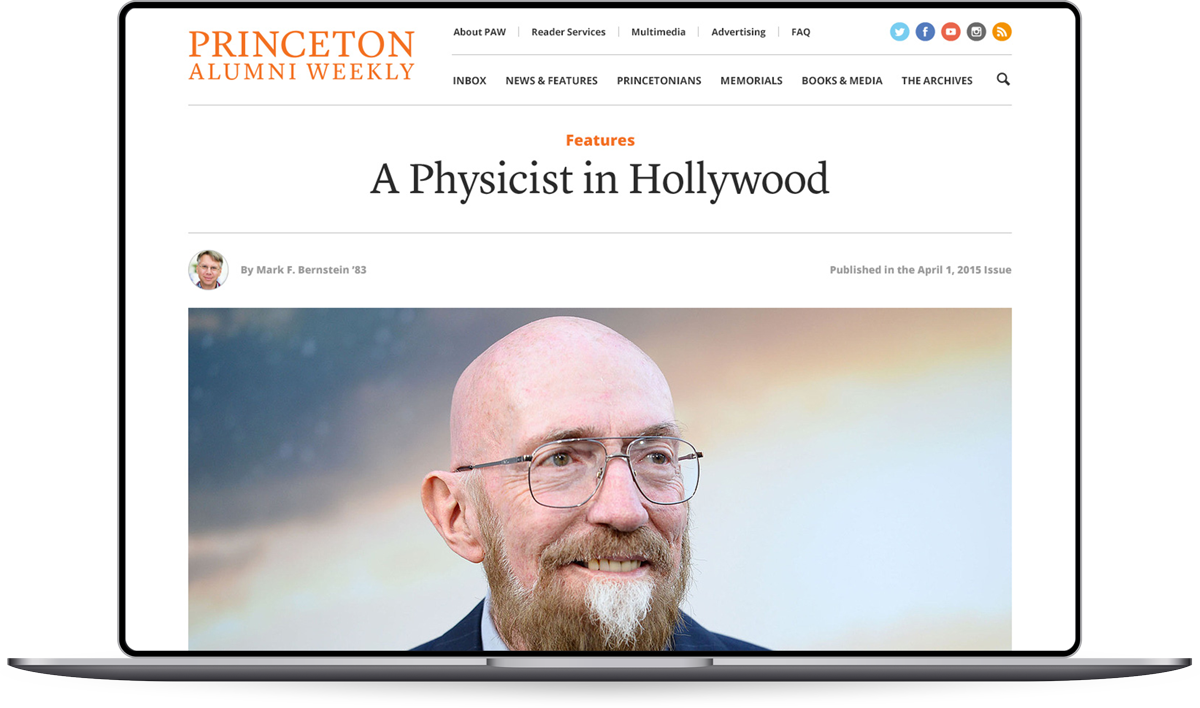 PRINCETON
ALUMNI WEEKLY
About PAW
Reader Services
Multimedia
Advertising
FAQ
INBOX
NEWS & FEATURES
PRINCETONIANS
MEMORIALS
BOOKS & MEDIA
THE ARCHIVES
Features
A Physicist in Hollywood
By Mark F. Bernstein ’83
Published in the April 1, 2015 Issue